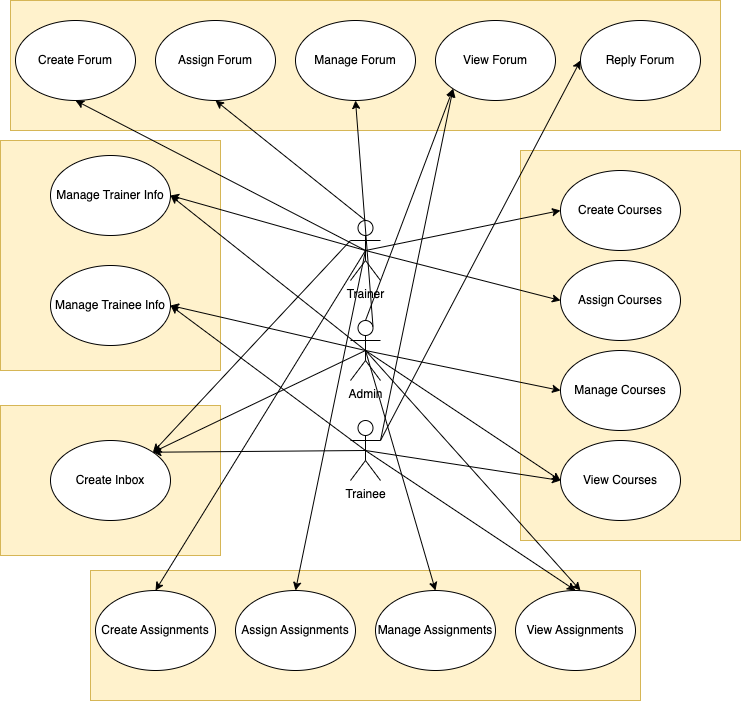 Create Forum
Assign Forum
Manage Forum
View Forum
Reply Forum
Manage Trainer Info
Manage Trainee Info
Create Inbox
Trainer
Admin
Trainee
Create Courses
Assign Courses
Manage Courses
View Courses
Create Assignments
Assign Assignments
Manage Assignments
View Assignments